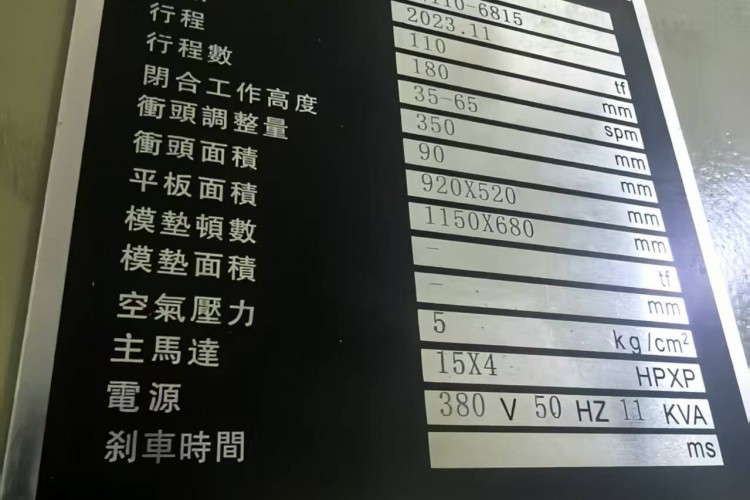 110-6815
2023.11
110 tf
行程 180 mm
行程數 35-65 spm
閉合工作高度 350 mm
衝頭調整量 90 mm
衝頭面積 920X520 mm
平板面積 1150X680 mm
模墊頓數 - tf
模墊面積 - mm
空氣壓力 5 kg/cm²
主馬達 15X4 HPXP
電源 380 V 50 HZ 11 KVA
剎車時間 ms